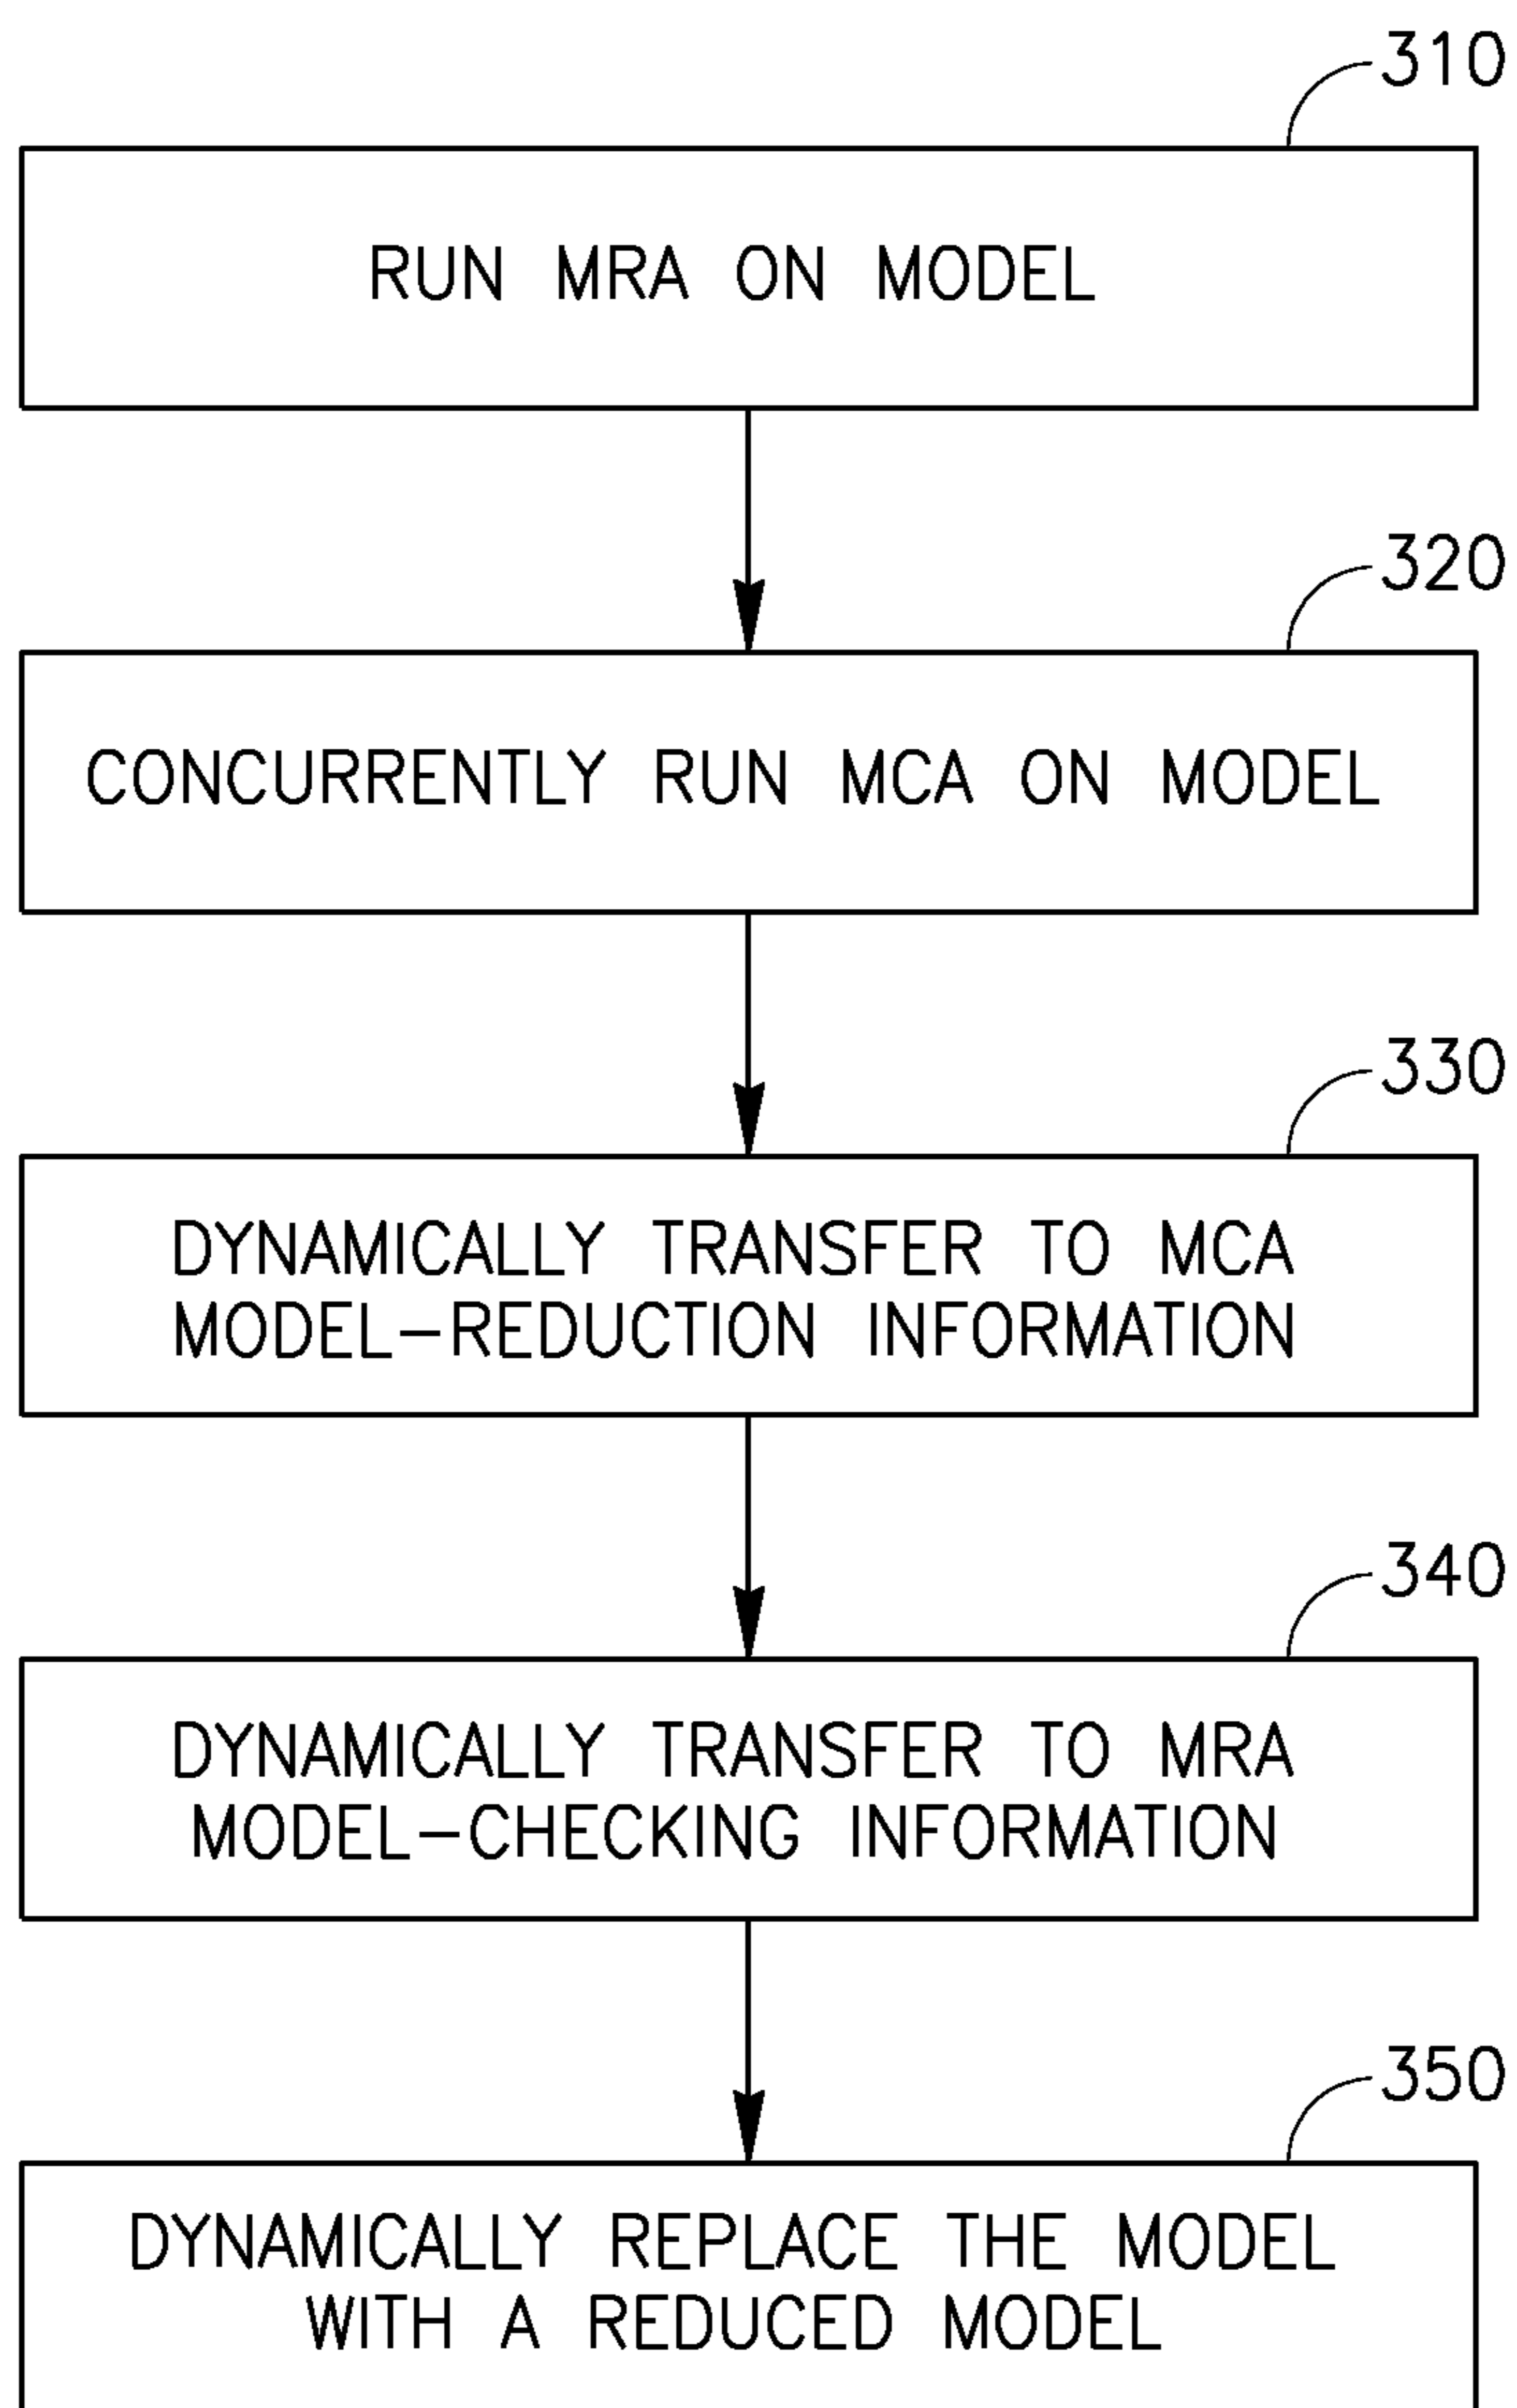 310
RUN MRA ON MODEL
320
CONCURRENTLY RUN MCA ON MODEL
330
DYNAMICALLY TRANSFER TO MCA
MODEL-REDUCTION INFORMATION
340
DYNAMICALLY TRANSFER TO MRA
MODEL-CHECKING INFORMATION
350
DYNAMICALLY REPLACE THE MODEL
WITH A REDUCED MODEL